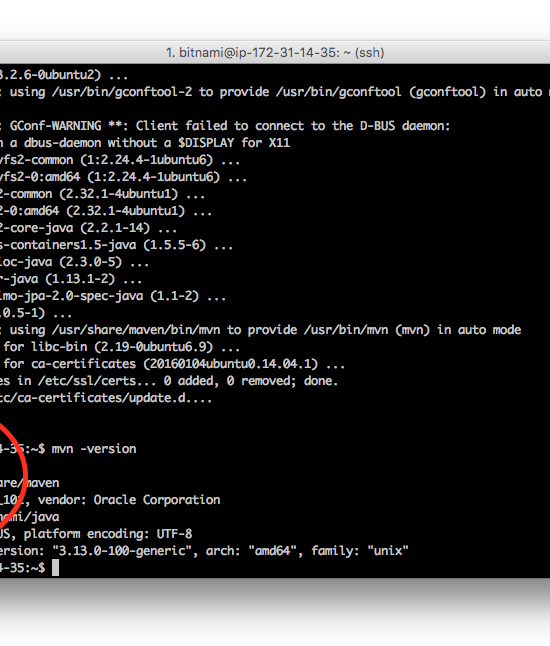 1. bitnami@ip-172-31-14-35: ~ (ssh)
3.2.6-0ubuntu2) ...
: using /usr/bin/gconftool-2 to provide /usr/bin/gconftool (gconftool) in auto
: GConf-WARNING **: Client failed to connect to the D-BUS daemon:
a dbus-daemon without a $DISPLAY for X11
vfs2-common (1:2.24.4-1ubuntu6) ...
vfs2-0:amd64 (1:2.24.4-1ubuntu6) ...
2-common (2.32.1-4ubuntu1) ...
2-0:amd64 (2.32.1-4ubuntu1) ...
2-core-java (2.2.1-14) ...
s-containers1.5-java (1.5.5-6) ...
loc-java (2.3.0-5) ...
r-java (1.13.1-2) ...
imo-jpa-2.0-spec-java (1.1-2) ...
.0.5-1) ...
: using /usr/share/maven/bin/mvn to provide /usr/bin/mvn (mvn) in auto mode
for libc-bin (2.19-0ubuntu6.9) ...
for ca-certificates (20160104ubuntu0.14.04.1) ...
es in /etc/ssl/certs... 0 added, 0 removed; done.
tc/ca-certificates/update.d....
4-35:~$ mvn -version
are/maven
_101, vendor: Oracle Corporation
nami/java
US, platform encoding: UTF-8
ersion: "3.13.0-100-generic", arch: "amd64", family: "unix"
4-35:~$